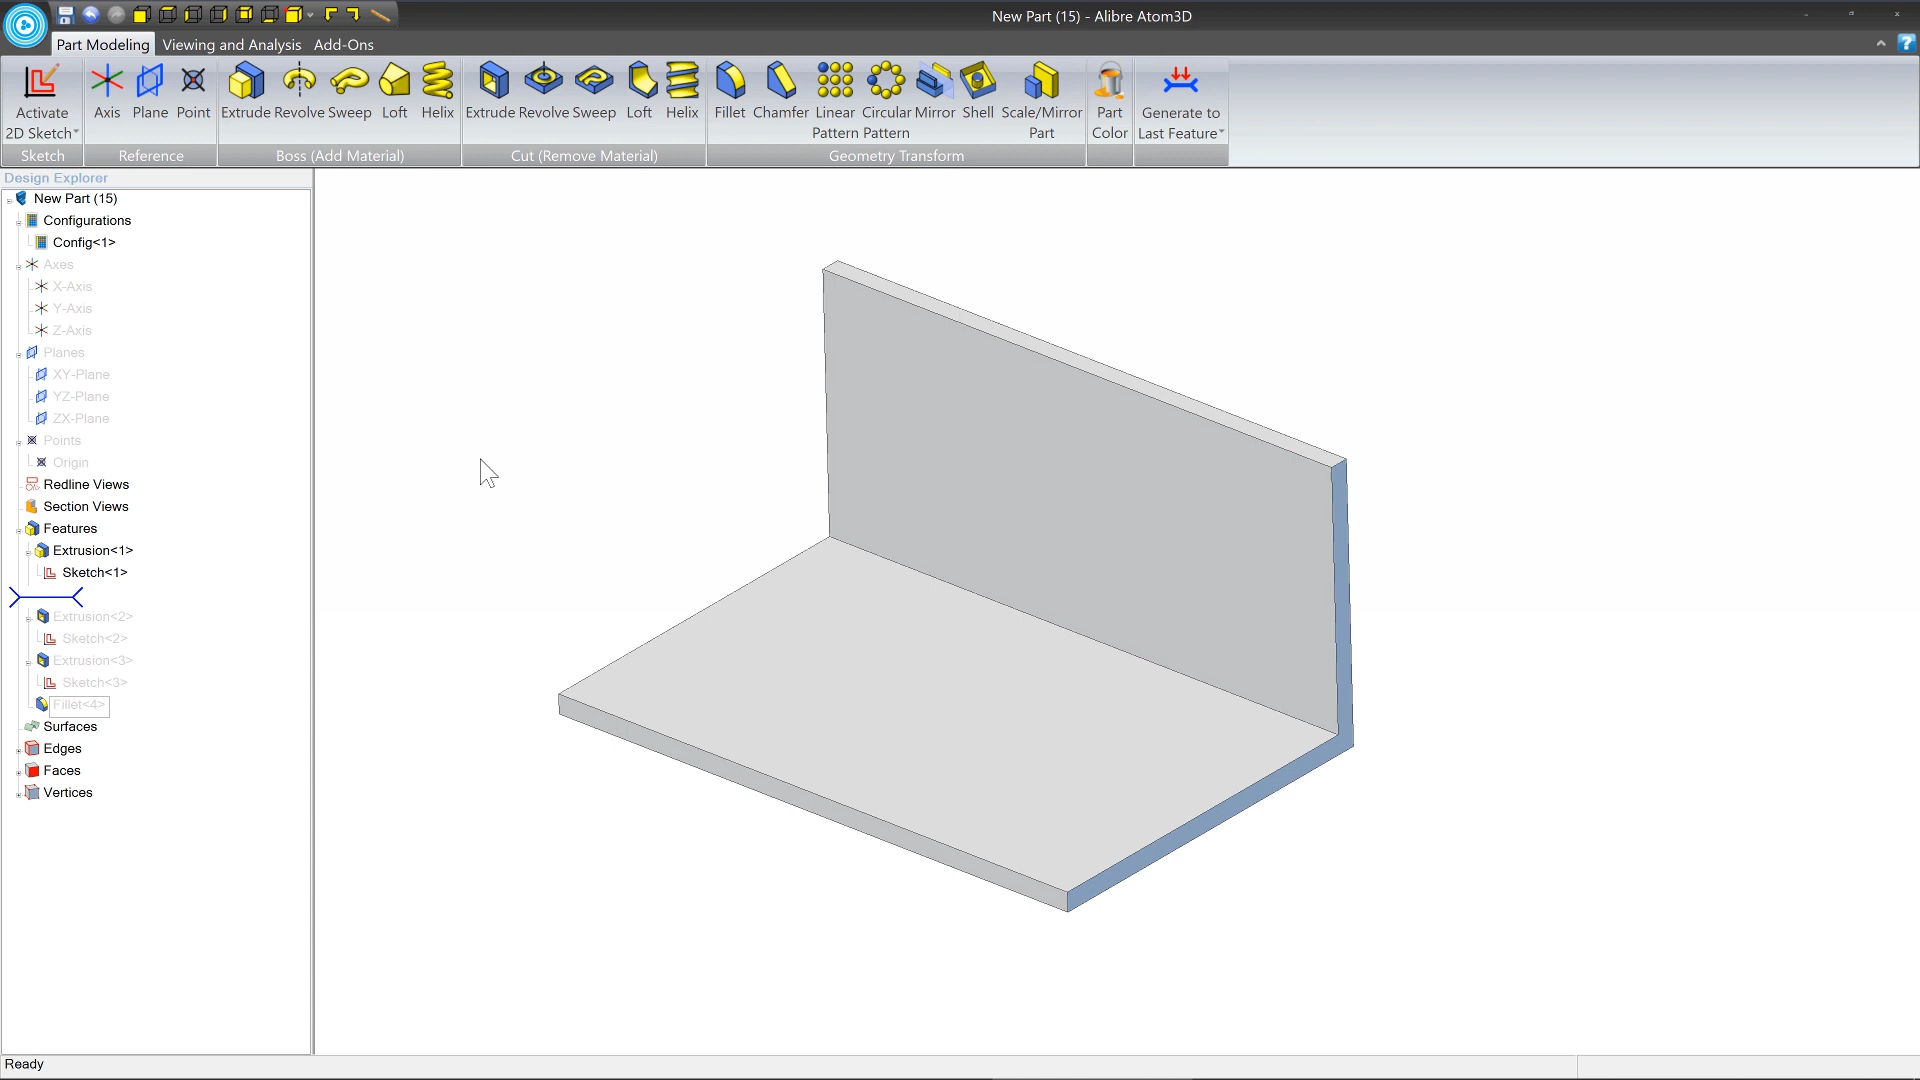 New Part (15) - Alibre Atom3D
Part Modeling Viewing and Analysis Add-Ons
Activate
2D Sketch
Axis Plane Point
Extrude Revolve Sweep Loft Helix
Extrude Revolve Sweep Loft Helix
Fillet Chamfer Linear Circular Mirror Shell Scale/Mirror
Pattern Pattern Part
Part
Color
Generate to
Last Feature
Sketch Reference Boss (Add Material) Cut (Remove Material) Geometry Transform
Design Explorer
New Part (15)
Configurations
Config<1>
Axes
X-Axis
Y-Axis
Z-Axis
Planes
XY-Plane
YZ-Plane
ZX-Plane
Points
Origin
Redline Views
Section Views
Features
Extrusion<1>
Sketch<1>
Extrusion<2>
Sketch<2>
Extrusion<3>
Sketch<3>
Fillet<4>
Surfaces
Edges
Faces
Vertices
Ready